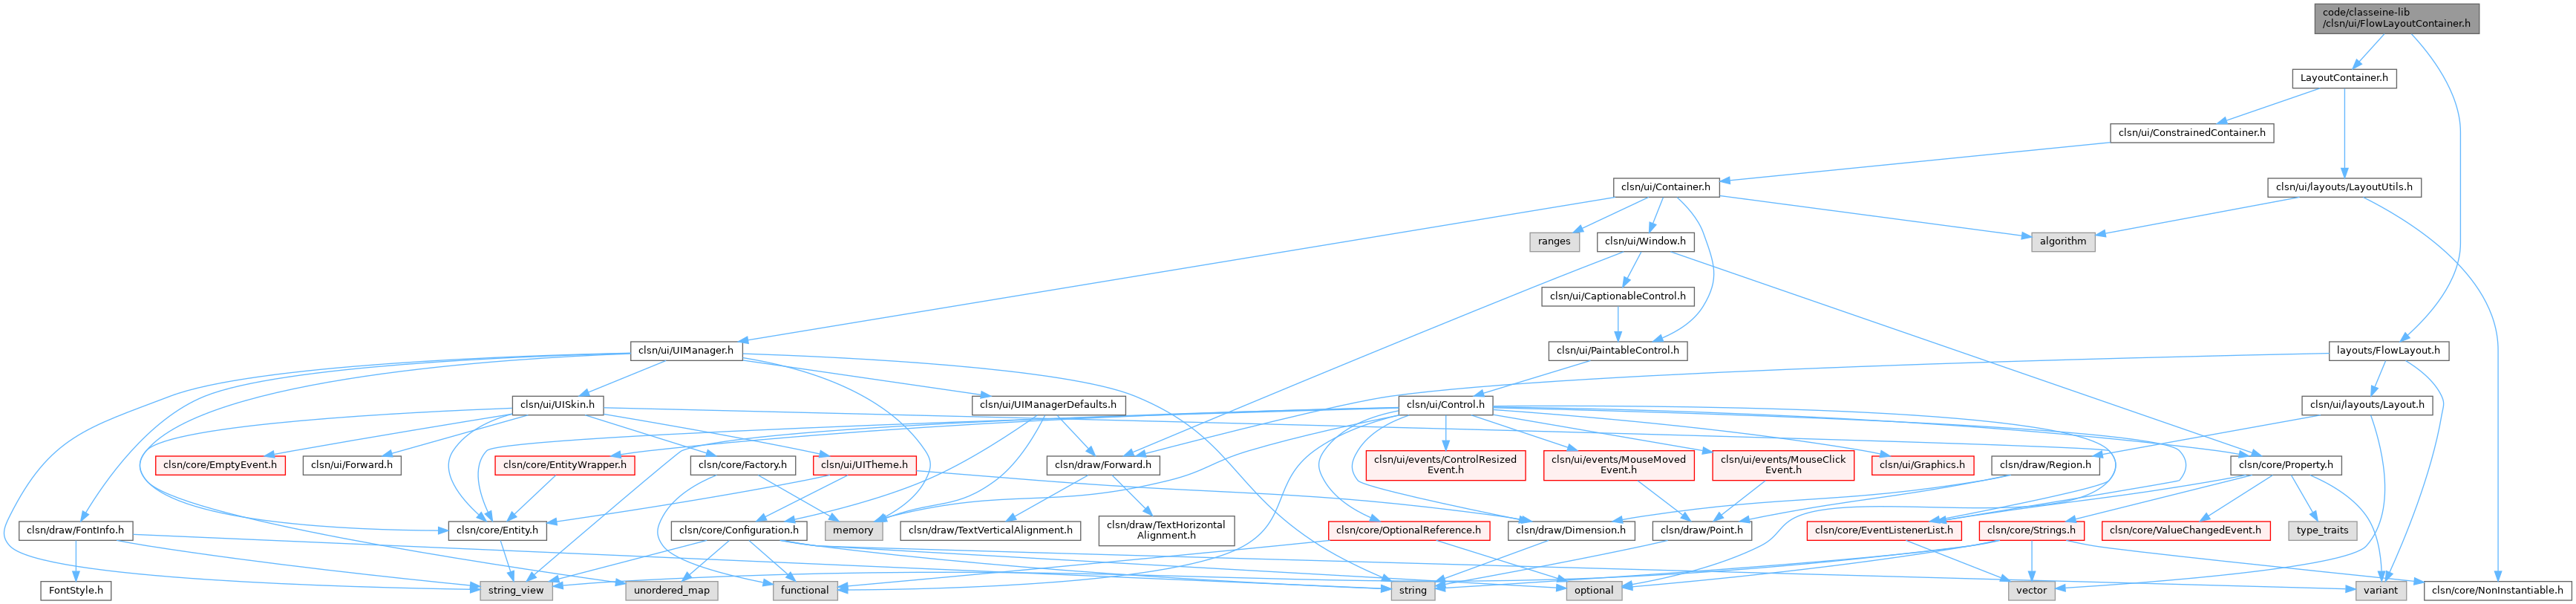 code/classeine-lib
/clsn/ui/FlowLayoutContainer.h
LayoutContainer.h
clsn/ui/ConstrainedContainer.h
clsn/ui/Container.h
clsn/ui/layouts/LayoutUtils.h
ranges
clsn/ui/Window.h
algorithm
clsn/ui/CaptionableControl.h
clsn/ui/UIManager.h
clsn/ui/PaintableControl.h
layouts/FlowLayout.h
clsn/ui/UISkin.h
clsn/ui/UIManagerDefaults.h
clsn/ui/Control.h
clsn/ui/layouts/Layout.h
clsn/core/EmptyEvent.h
clsn/ui/Forward.h
clsn/core/EntityWrapper.h
clsn/core/Factory.h
clsn/ui/UITheme.h
clsn/draw/Forward.h
clsn/ui/events/ControlResized
Event.h
clsn/ui/events/MouseMoved
Event.h
clsn/ui/events/MouseClick
Event.h
clsn/ui/Graphics.h
clsn/draw/Region.h
clsn/core/Property.h
clsn/draw/FontInfo.h
clsn/core/Entity.h
clsn/core/Configuration.h
memory
clsn/draw/TextVerticalAlignment.h
clsn/draw/TextHorizontal
Alignment.h
clsn/core/OptionalReference.h
clsn/draw/Dimension.h
clsn/draw/Point.h
clsn/core/EventListenerList.h
clsn/core/Strings.h
clsn/core/ValueChangedEvent.h
type_traits
FontStyle.h
string_view
unordered_map
functional
string
optional
vector
variant
clsn/core/NonInstantiable.h